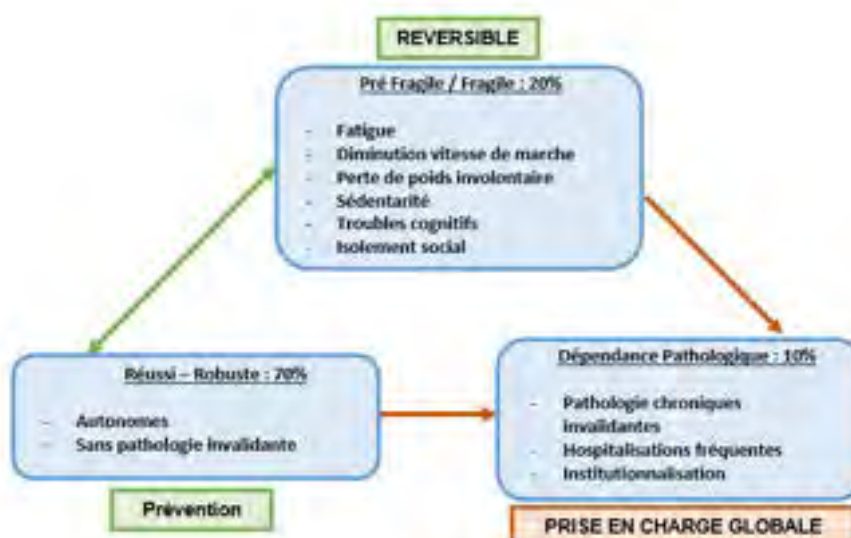 REVERSIBLE
Pré Fragile / Fragile : 20%
- Fatigue
- Diminution vitesse de marche
- Perte de poids involontaire
- Sédentarité
- Troubles cognitifs
- Isolement social
Réussi – Robuste : 70%
- Autonomes
- Sans pathologie invalidante
Prévention
Dépendance Pathologique : 10%
- Pathologie chroniques
invalidantes
- Hospitalisations fréquentes
- Institutionnalisation
PRISE EN CHARGE GLOBALE